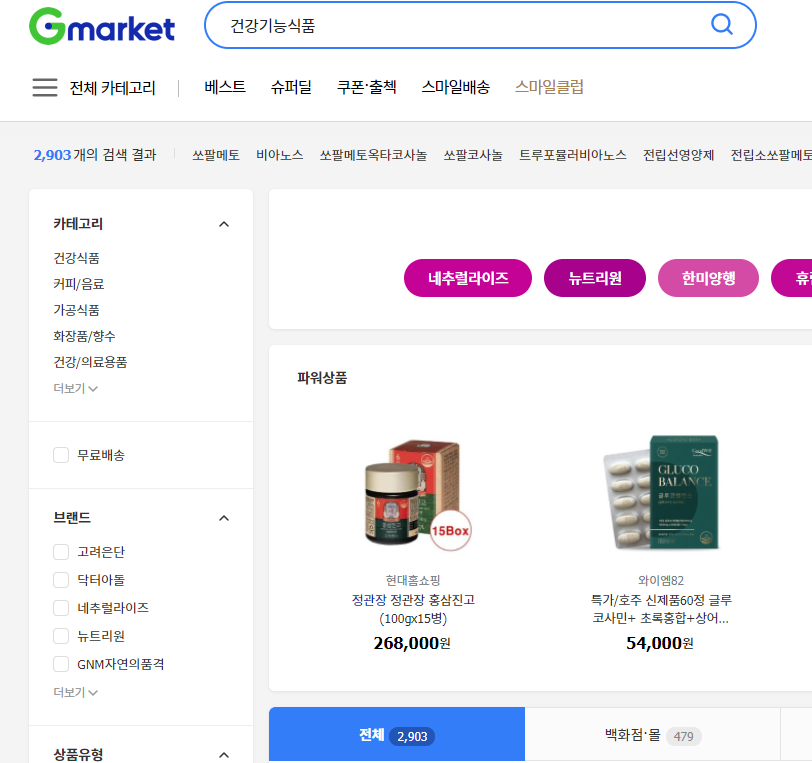 Gmarket
건강기능식품
전체 카테고리
베스트
슈퍼딜
쿠폰·출첵
스마일배송
스마일클럽
2,903개의 검색 결과
쏘팔메토
비아노스
쏘팔메토옥타코사놀
쏘팔코사놀
트루포뮬러비아노스
전립선영양제
전립소쏘팔메토
카테고리
건강식품
커피/음료
가공식품
화장품/향수
건강/의료용품
더보기
무료배송
브랜드
고려은단
닥터아돌
네추럴라이즈
뉴트리원
GNM자연의품격
더보기
상품유형
네추럴라이즈
뉴트리원
한미양행
파워상품
15Box
GLUCO
BALANCE
현대홈쇼핑
정관장 정관장 홍삼진고
(100gx15병)
268,000원
와이엠82
특가/호주 신제품60정 글루
코사민+ 초록홍합+상어...
54,000원
전체 2,903
백화점·몰 479